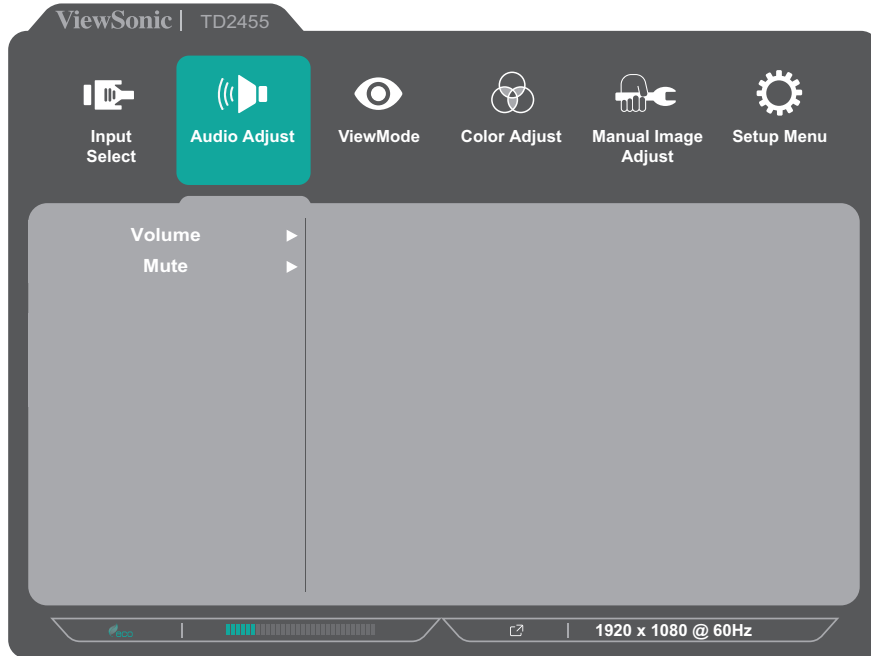 ViewSonic | TD2455
Input
Select
Audio Adjust
ViewMode
Color Adjust
Manual Image
Adjust
Setup Menu
Volume
Mute
ECO
1920 x 1080 @ 60Hz